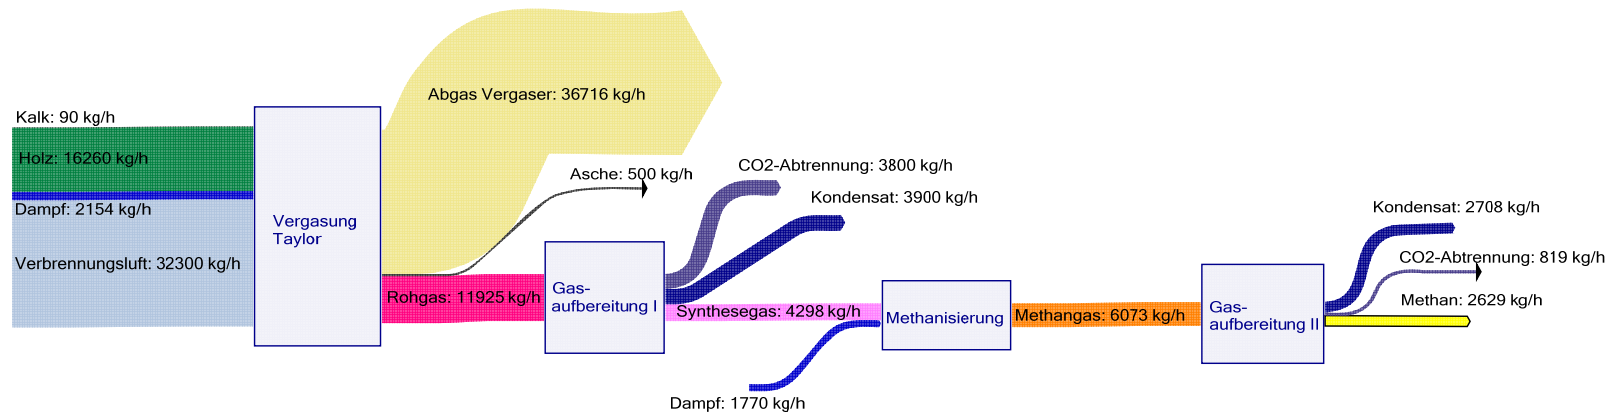 Kalk: 90 kg/h
Holz: 16260 kg/h
Dampf: 2154 kg/h
Verbrennungsluft: 32300 kg/h
Vergasung
Taylor
Abgas Vergaser: 36716 kg/h
Asche: 500 kg/h
Rohgas: 11925 kg/h
Gas-
aufbereitung I
CO2-Abtrennung: 3800 kg/h
Kondensat: 3900 kg/h
Synthesegas: 4298 kg/h
Dampf: 1770 kg/h
Methanisierung
Methangas: 6073 kg/h
Gas-
aufbereitung II
Kondensat: 2708 kg/h
CO2-Abtrennung: 819 kg/h
Methan: 2629 kg/h